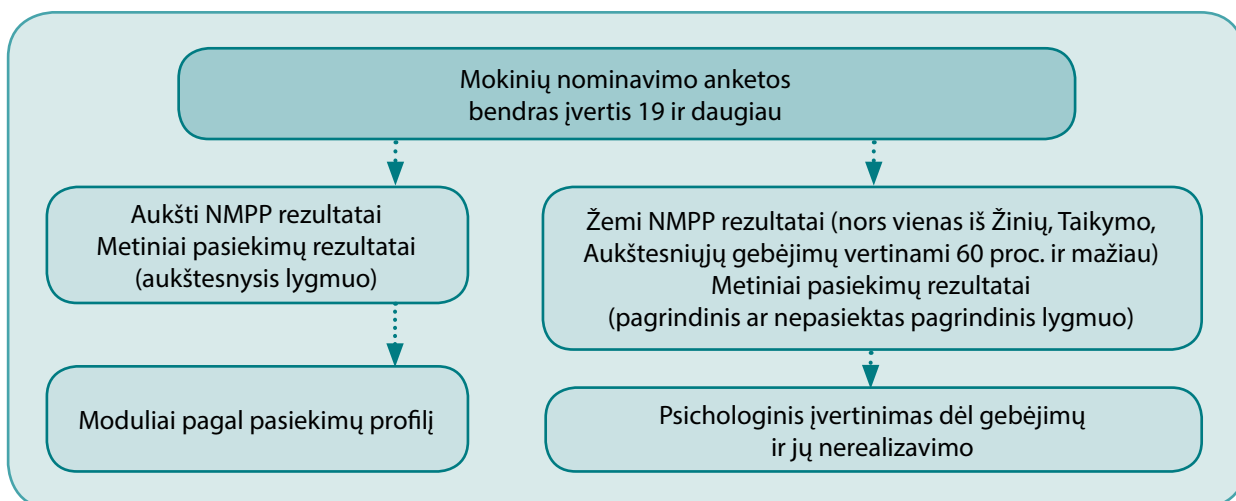 Mokinių nominavimo anketos
bendras įvertis 19 ir daugiau
Aukšti NMPP rezultatai
Metiniai pasiekimų rezultatai
(aukštesnysis lygmuo)
Žemi NMPP rezultatai (nors vienas iš Žinių, Taikymo,
Aukštesniųjų gebėjimų vertinami 60 proc. ir mažiau)
Metiniai pasiekimų rezultatai
(pagrindinis ar nepasiektas pagrindinis lygmuo)
Moduliai pagal pasiekimų profilį
Psichologinis įvertinimas dėl gebėjimų
ir jų nerealizavimo